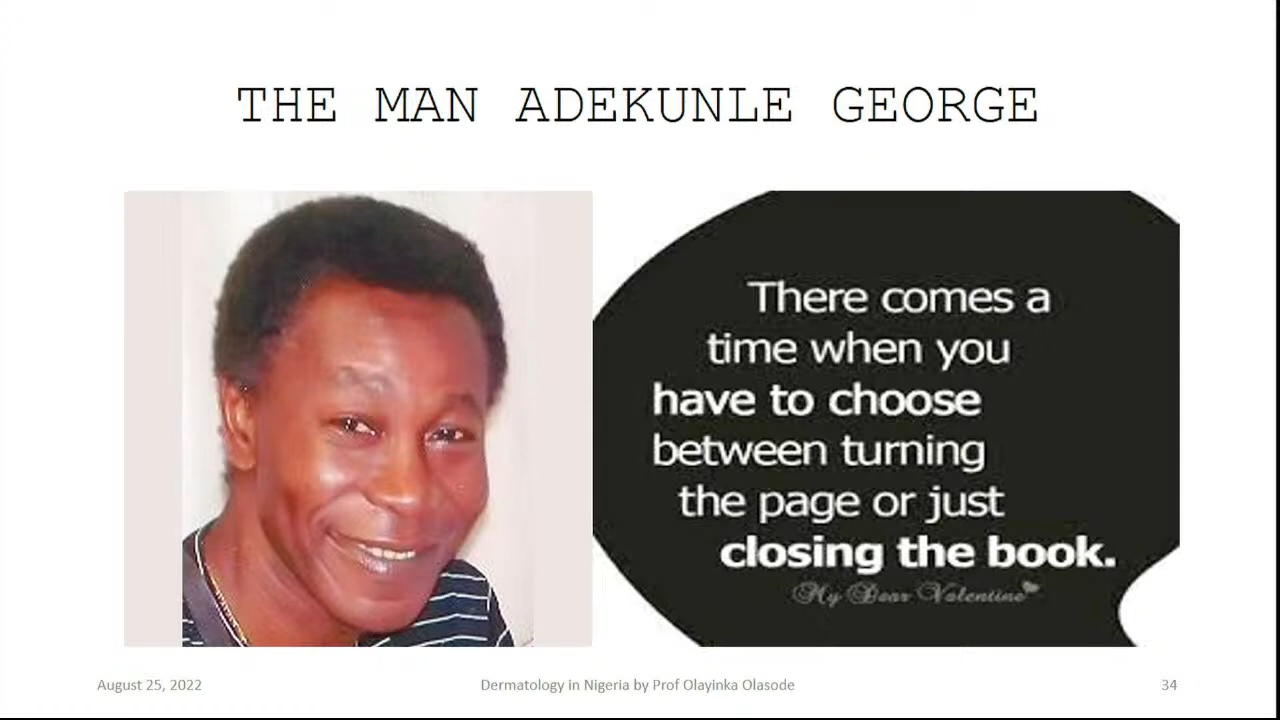 THE MAN ADEKUNLE GEORGE
There comes a
time when you
have to choose
between turning
the page or just
closing the book.
My Dear Valentine
August 25, 2022
Dermatology in Nigeria by Prof Olayinka Olasode
34